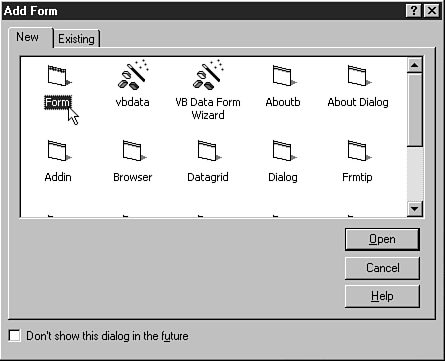 Add Form
New Existing
Form vbdata VB Data Form Wizard Aboutb About Dialog
Addin Browser Datagrid Dialog Frmtip
Open
Cancel
Help
Don't show this dialog in the future